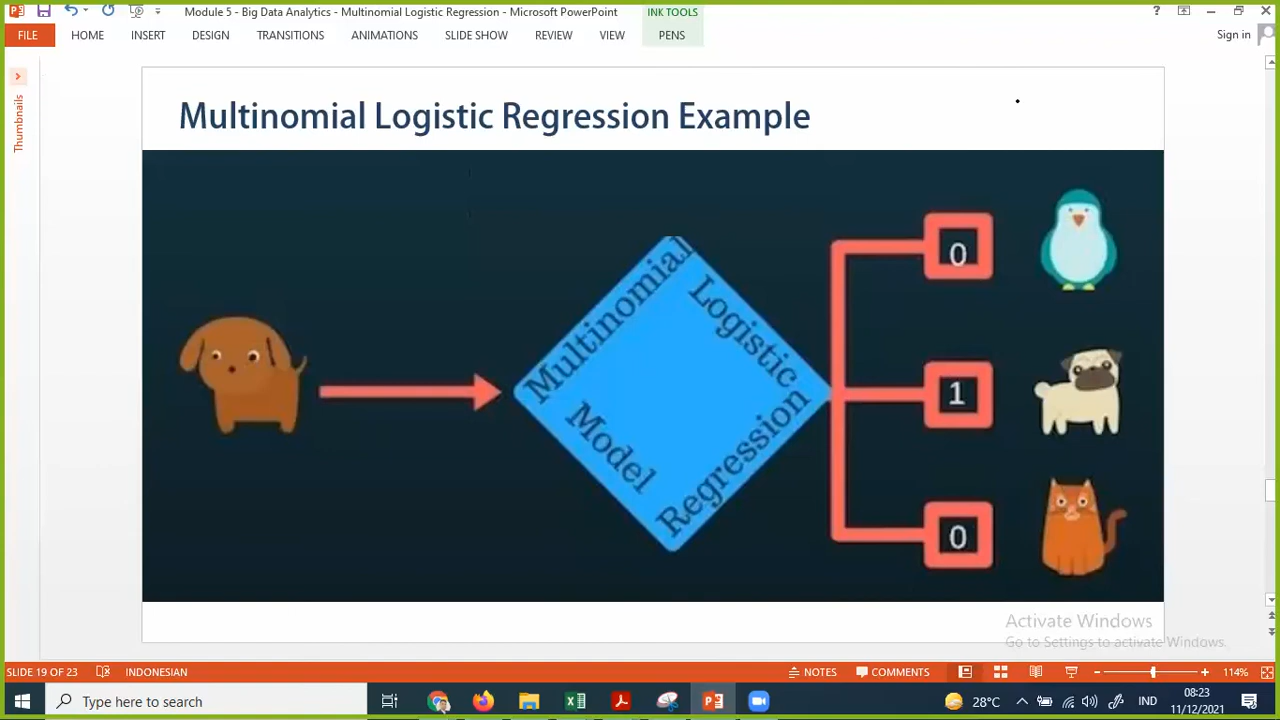 Module 5 - Big Data Analytics - Multinomial Logistic Regression - Microsoft PowerPoint
INK TOOLS
?
FILE
HOME
INSERT
DESIGN
TRANSITIONS
ANIMATIONS
SLIDE SHOW
REVIEW
VIEW
PENS
Sign in
Thumbnails
Multinomial Logistic Regression Example
Multinomial
Logistic
Regression
Model
0
1
0
Activate Windows
Go to Settings to activate Windows.
SLIDE 19 OF 23
INDONESIAN
NOTES
COMMENTS
114%
Type here to search
28°C
IND
08:23
11/12/2021